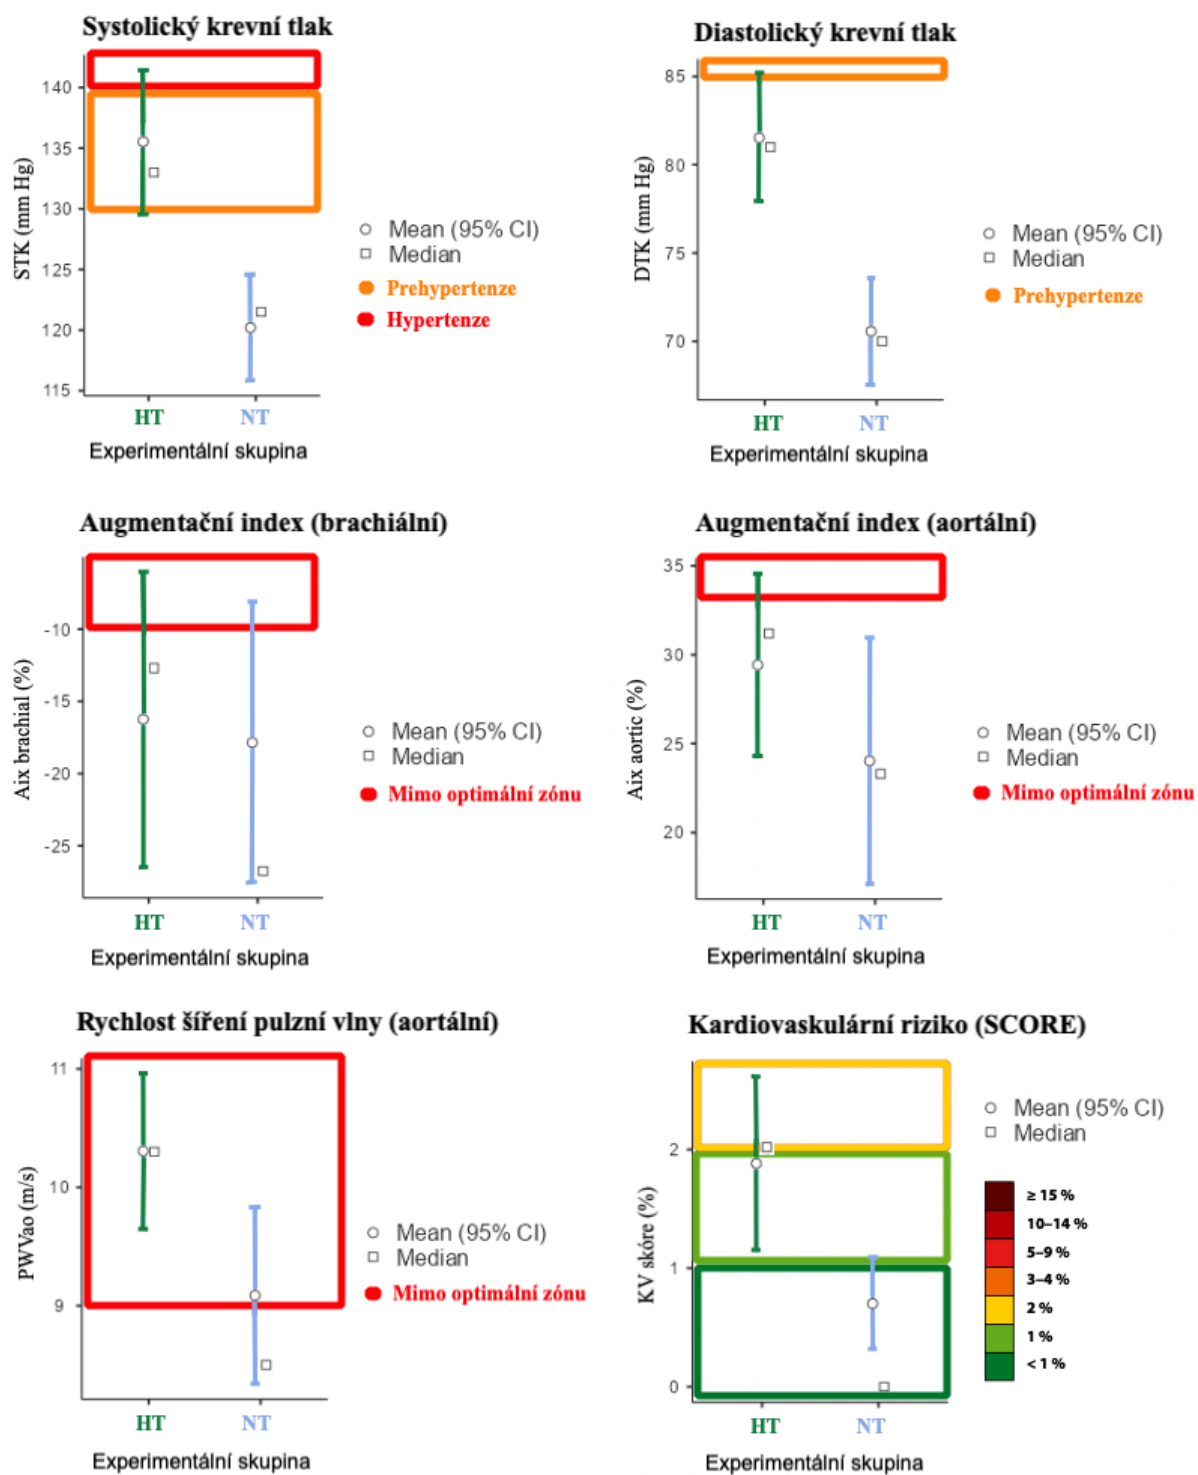 Systolický krevní tlak
STK (mm Hg)
140
135
130
125
120
115
HT NT
Experimentální skupina
Mean (95% CI)
Median
Prehypertenze
Hypertenze
Diastolický krevní tlak
DTK (mm Hg)
85
80
75
70
HT NT
Experimentální skupina
Mean (95% CI)
Median
Prehypertenze
Augmentační index (brachiální)
Aix brachial (%)
-10
-15
-20
-25
HT NT
Experimentální skupina
Mean (95% CI)
Median
Mimo optimální zónu
Augmentační index (aortální)
Aix aortic (%)
35
30
25
20
HT NT
Experimentální skupina
Mean (95% CI)
Median
Mimo optimální zónu
Rychlost šíření pulzní vlny (aortální)
PWVao (m/s)
11
10
9
HT NT
Experimentální skupina
Mean (95% CI)
Median
Mimo optimální zónu
Kardiovaskulární riziko (SCORE)
KV skóre (%)
2
1
0
HT NT
Experimentální skupina
Mean (95% CI)
Median
≥ 15 %
10–14 %
5–9 %
3–4 %
2 %
1 %
< 1 %